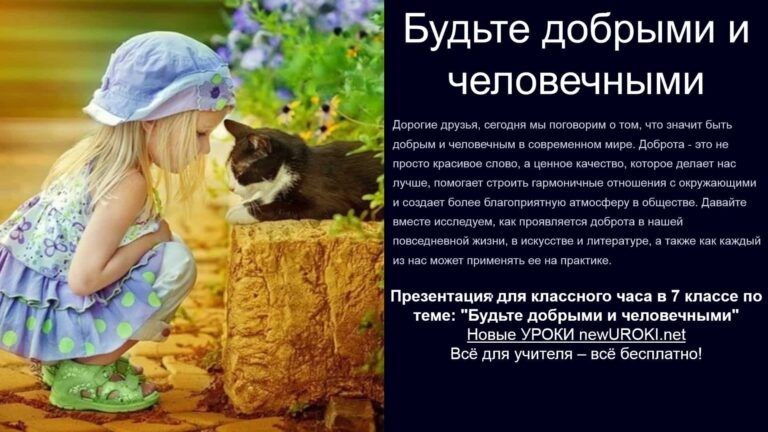 Будьте добрыми и
человечными
Дорогие друзья, сегодня мы поговорим о том, что значит быть
добрым и человечным в современном мире. Доброта - это не
просто красивое слово, а ценное качество, которое делает нас
лучше, помогает строить гармоничные отношения с окружающими
и создает более благоприятную атмосферу в обществе. Давайте
вместе исследуем, как проявляется доброта в нашей
повседневной жизни, в искусстве и литературе, а также как каждый
из нас может применять ее на практике.
Презентация для классного часа в 7 классе по
теме: "Будьте добрыми и человечными"
Новые УРОКИ newUROKI.net
Всё для учителя – всё бесплатно!